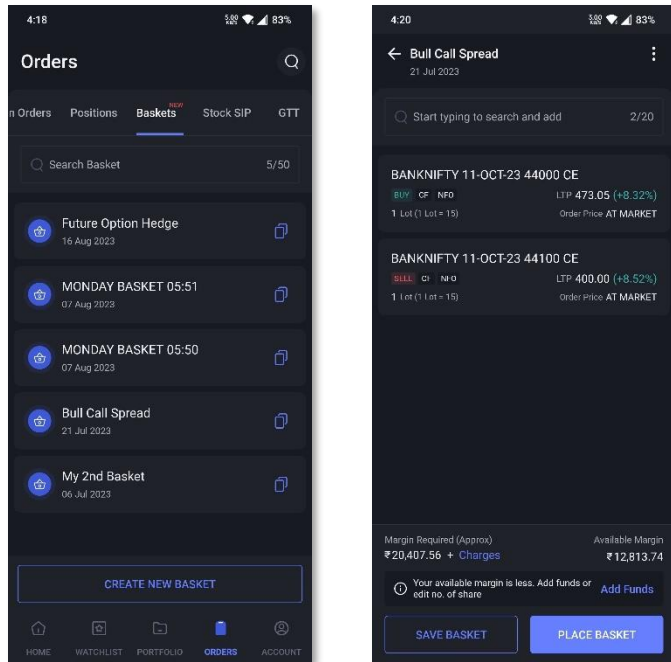 4:18
5.00 KB/S 83%
Orders
n Orders Positions Baskets NEW Stock SIP GTT
Search Basket 5/50
Future Option Hedge
16 Aug 2023
MONDAY BASKET 05:51
07 Aug 2023
MONDAY BASKET 05:50
07 Aug 2023
Bull Call Spread
21 Jul 2023
My 2nd Basket
06 Jul 2023
CREATE NEW BASKET
HOME WATCHLIST PORTFOLIO ORDERS ACCOUNT
4:20
83%
Bull Call Spread
21 Jul 2023
Start typing to search and add 2/20
BANKNIFTY 11-OCT-23 44000 CE
BUY CF NFO LTP 473.05 (+8.32%)
1 Lot (1 Lot = 15) Order Price AT MARKET
BANKNIFTY 11-OCT-23 44100 CE
SELL CF NFO LTP 400.00 (+8.52%)
1 Lot (1 Lot = 15) Order Price AT MARKET
Margin Required (Approx) Available Margin
₹20,407.56 + Charges ₹12,813.74
Your available margin is less. Add funds or
edit no. of share
Add Funds
SAVE BASKET PLACE BASKET